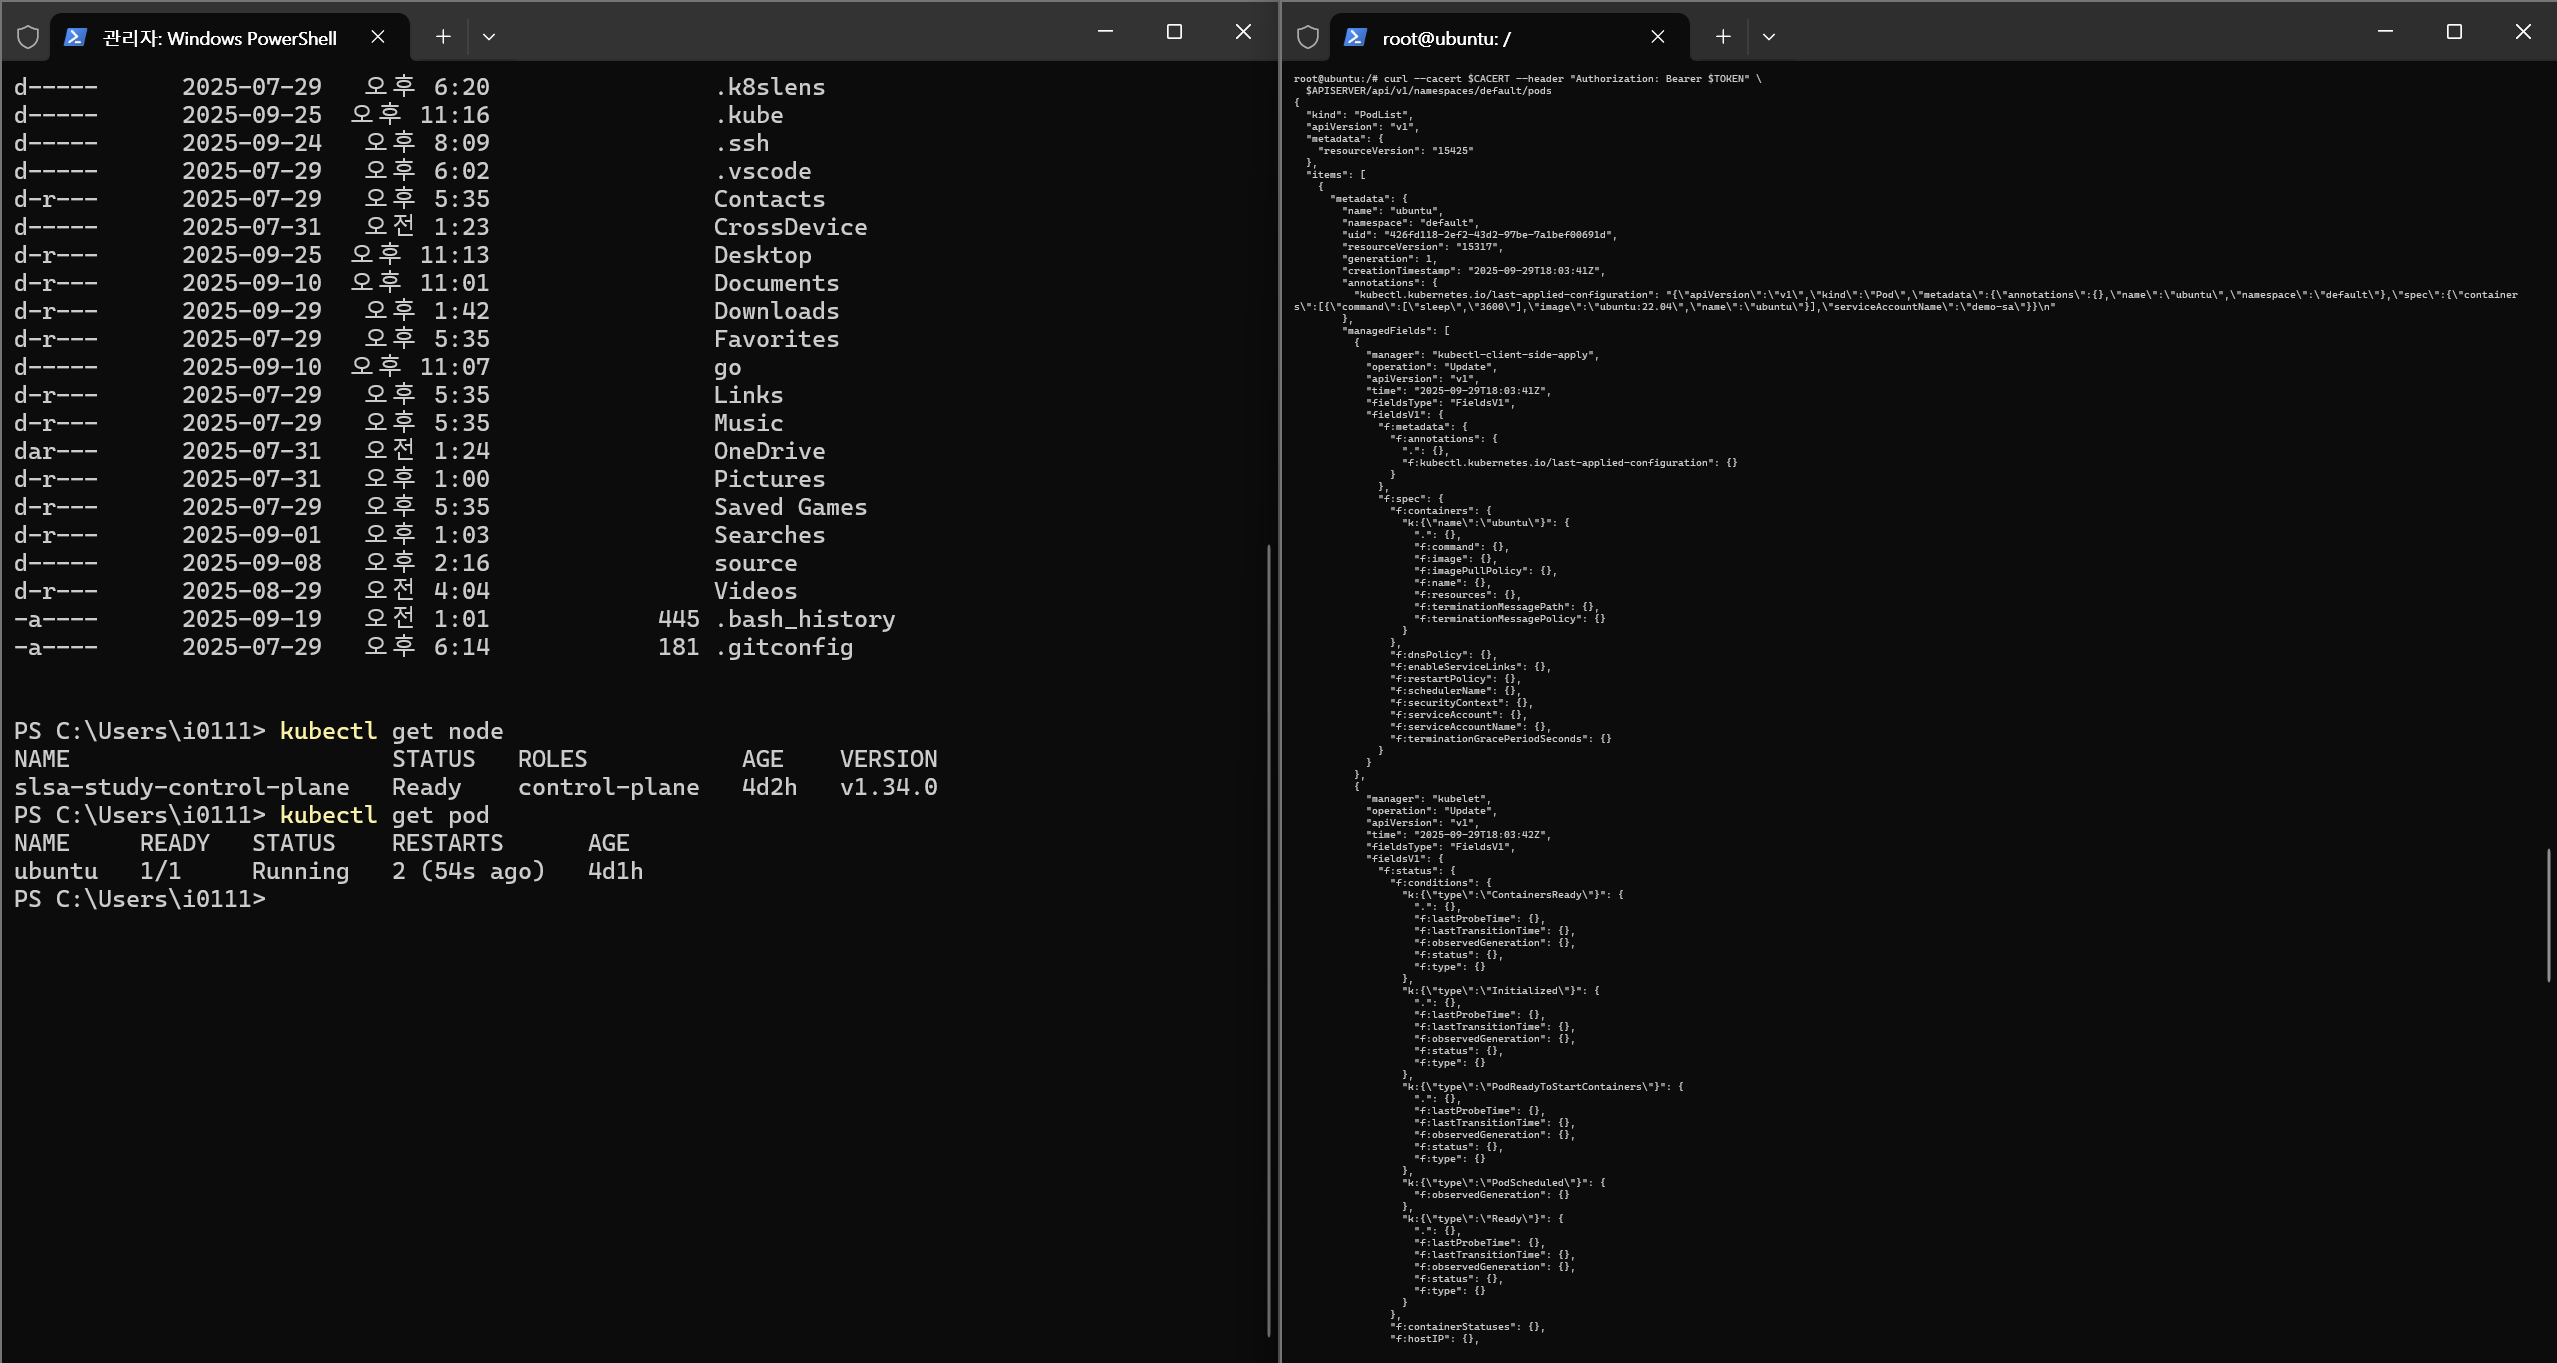 관리자: Windows PowerShell
d-----      2025-07-29   오후 6:20                .k8slens
d-----      2025-09-25  오후 11:16                .kube
d-----      2025-09-24   오후 8:09                .ssh
d-----      2025-07-29   오후 6:02                .vscode
d-r---      2025-07-29   오후 5:35                Contacts
d-----      2025-07-31   오전 1:23                CrossDevice
d-r---      2025-09-25  오후 11:13                Desktop
d-r---      2025-09-10  오후 11:01                Documents
d-r---      2025-09-29   오후 1:42                Downloads
d-r---      2025-07-29   오후 5:35                Favorites
d-----      2025-09-10  오후 11:07                go
d-r---      2025-07-29   오후 5:35                Links
d-r---      2025-07-29   오후 5:35                Music
dar---      2025-07-31   오전 1:24                OneDrive
d-r---      2025-07-31   오후 1:00                Pictures
d-r---      2025-07-29   오후 5:35                Saved Games
d-r---      2025-09-01   오후 1:03                Searches
d-----      2025-09-08   오후 2:16                source
d-r---      2025-08-29   오전 4:04                Videos
-a----      2025-09-19   오전 1:01            445 .bash_history
-a----      2025-07-29   오후 6:14            181 .gitconfig
PS C:\Users\i0111> kubectl get node
NAME                       STATUS   ROLES           AGE    VERSION
slsa-study-control-plane   Ready    control-plane   4d2h   v1.34.0
PS C:\Users\i0111> kubectl get pod
NAME     READY   STATUS    RESTARTS      AGE
ubuntu   1/1     Running   2 (54s ago)   4d1h
PS C:\Users\i0111>
root@ubuntu: /
root@ubuntu:/# curl --cacert $CACERT --header "Authorization: Bearer $TOKEN" \
  $APISERVER/api/v1/namespaces/default/pods
{
  "kind": "PodList",
  "apiVersion": "v1",
  "metadata": {
    "resourceVersion": "15425"
  },
  "items": [
    {
      "metadata": {
        "name": "ubuntu",
        "namespace": "default",
        "uid": "426fd118-2ef2-43d2-97be-7a1bef00691d",
        "resourceVersion": "15317",
        "generation": 1,
        "creationTimestamp": "2025-09-29T18:03:41Z",
        "annotations": {
          "kubectl.kubernetes.io/last-applied-configuration": "{\"apiVersion\":\"v1\",\"kind\":\"Pod\",\"metadata\":{\"annotations\":{},\"name\":\"ubuntu\",\"namespace\":\"default\"},\"spec\":{\"container
s\":[{\"command\":[\"sleep\",\"3600\"],\"image\":\"ubuntu:22.04\",\"name\":\"ubuntu\"}],\"serviceAccountName\":\"demo-sa\"}}\n"
        },
        "managedFields": [
          {
            "manager": "kubectl-client-side-apply",
            "operation": "Update",
            "apiVersion": "v1",
            "time": "2025-09-29T18:03:41Z",
            "fieldsType": "FieldsV1",
            "fieldsV1": {
              "f:metadata": {
                "f:annotations": {
                  ".": {},
                  "f:kubectl.kubernetes.io/last-applied-configuration": {}
                }
              },
              "f:spec": {
                "f:containers": {
                  "k:{\"name\":\"ubuntu\"}": {
                    ".": {},
                    "f:command": {},
                    "f:image": {},
                    "f:imagePullPolicy": {},
                    "f:name": {},
                    "f:resources": {},
                    "f:terminationMessagePath": {},
                    "f:terminationMessagePolicy": {}
                  }
                },
                "f:dnsPolicy": {},
                "f:enableServiceLinks": {},
                "f:restartPolicy": {},
                "f:schedulerName": {},
                "f:securityContext": {},
                "f:serviceAccount": {},
                "f:serviceAccountName": {},
                "f:terminationGracePeriodSeconds": {}
              }
            }
          },
          {
            "manager": "kubelet",
            "operation": "Update",
            "apiVersion": "v1",
            "time": "2025-09-29T18:03:42Z",
            "fieldsType": "FieldsV1",
            "fieldsV1": {
              "f:status": {
                "f:conditions": {
                  "k:{\"type\":\"ContainersReady\"}": {
                    ".": {},
                    "f:lastProbeTime": {},
                    "f:lastTransitionTime": {},
                    "f:observedGeneration": {},
                    "f:status": {},
                    "f:type": {}
                  },
                  "k:{\"type\":\"Initialized\"}": {
                    ".": {},
                    "f:lastProbeTime": {},
                    "f:lastTransitionTime": {},
                    "f:observedGeneration": {},
                    "f:status": {},
                    "f:type": {}
                  },
                  "k:{\"type\":\"PodReadyToStartContainers\"}": {
                    ".": {},
                    "f:lastProbeTime": {},
                    "f:lastTransitionTime": {},
                    "f:observedGeneration": {},
                    "f:status": {},
                    "f:type": {}
                  },
                  "k:{\"type\":\"PodScheduled\"}": {
                    "f:observedGeneration": {}
                  },
                  "k:{\"type\":\"Ready\"}": {
                    ".": {},
                    "f:lastProbeTime": {},
                    "f:lastTransitionTime": {},
                    "f:observedGeneration": {},
                    "f:status": {},
                    "f:type": {}
                  }
                },
                "f:containerStatuses": {},
                "f:hostIP": {},